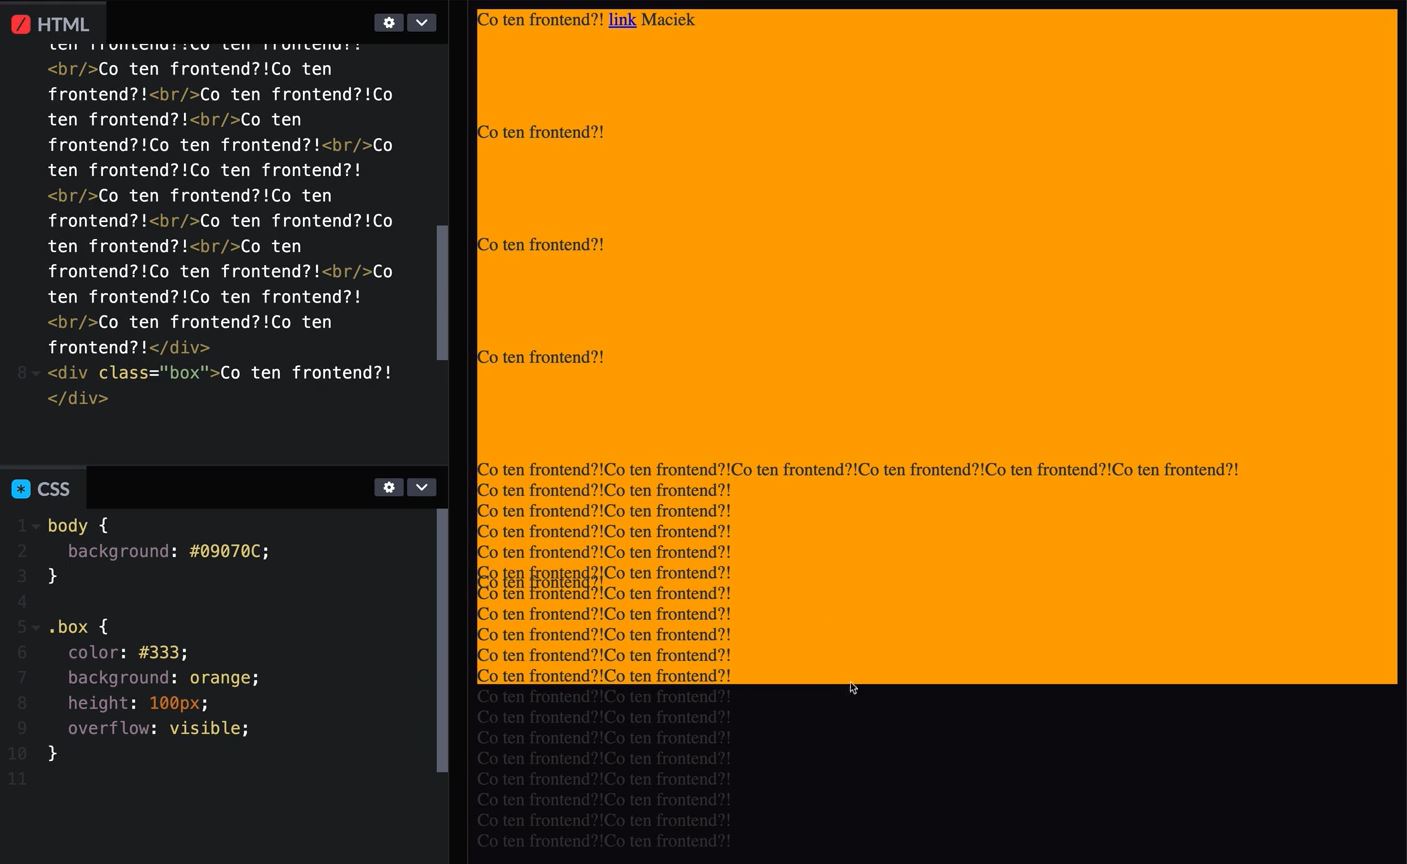 HTML
ten frontend?!Co ten frontend?!
<br/>Co ten frontend?!Co ten
frontend?!<br/>Co ten frontend?!Co
ten frontend?!<br/>Co ten
frontend?!Co ten frontend?!<br/>Co
ten frontend?!Co ten frontend?!
<br/>Co ten frontend?!Co ten
frontend?!<br/>Co ten frontend?!Co
ten frontend?!<br/>Co ten
frontend?!Co ten frontend?!<br/>Co
ten frontend?!Co ten frontend?!
<br/>Co ten frontend?!Co ten
frontend?!</div>
8 <div class="box">Co ten frontend?!
</div>
CSS
1 body {
2 background: #09070C;
3 }
4
5 .box {
6 color: #333;
7 background: orange;
8 height: 100px;
9 overflow: visible;
10 }
11
Co ten frontend?! link Maciek
Co ten frontend?!
Co ten frontend?!
Co ten frontend?!
Co ten frontend?!Co ten frontend?!Co ten frontend?!Co ten frontend?!Co ten frontend?!Co ten frontend?!
Co ten frontend?!Co ten frontend?!
Co ten frontend?!Co ten frontend?!
Co ten frontend?!Co ten frontend?!
Co ten frontend?!Co ten frontend?!
Co ten frontend?!Co ten frontend?!
Co ten frontend?!
Co ten frontend?!Co ten frontend?!
Co ten frontend?!Co ten frontend?!
Co ten frontend?!Co ten frontend?!
Co ten frontend?!Co ten frontend?!
Co ten frontend?!Co ten frontend?!
Co ten frontend?!Co ten frontend?!
Co ten frontend?!Co ten frontend?!
Co ten frontend?!Co ten frontend?!
Co ten frontend?!Co ten frontend?!
Co ten frontend?!Co ten frontend?!
Co ten frontend?!Co ten frontend?!
Co ten frontend?!Co ten frontend?!
Co ten frontend?!Co ten frontend?!